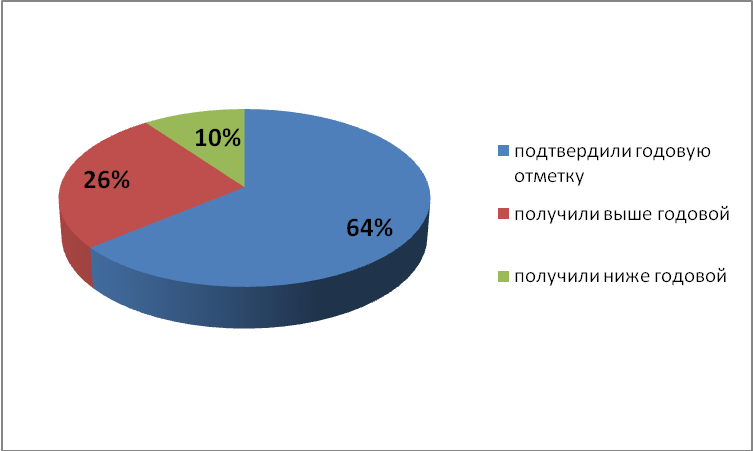 10%
26%
64%
подтвердили годовую
отметку
получили выше годовой
получили ниже годовой